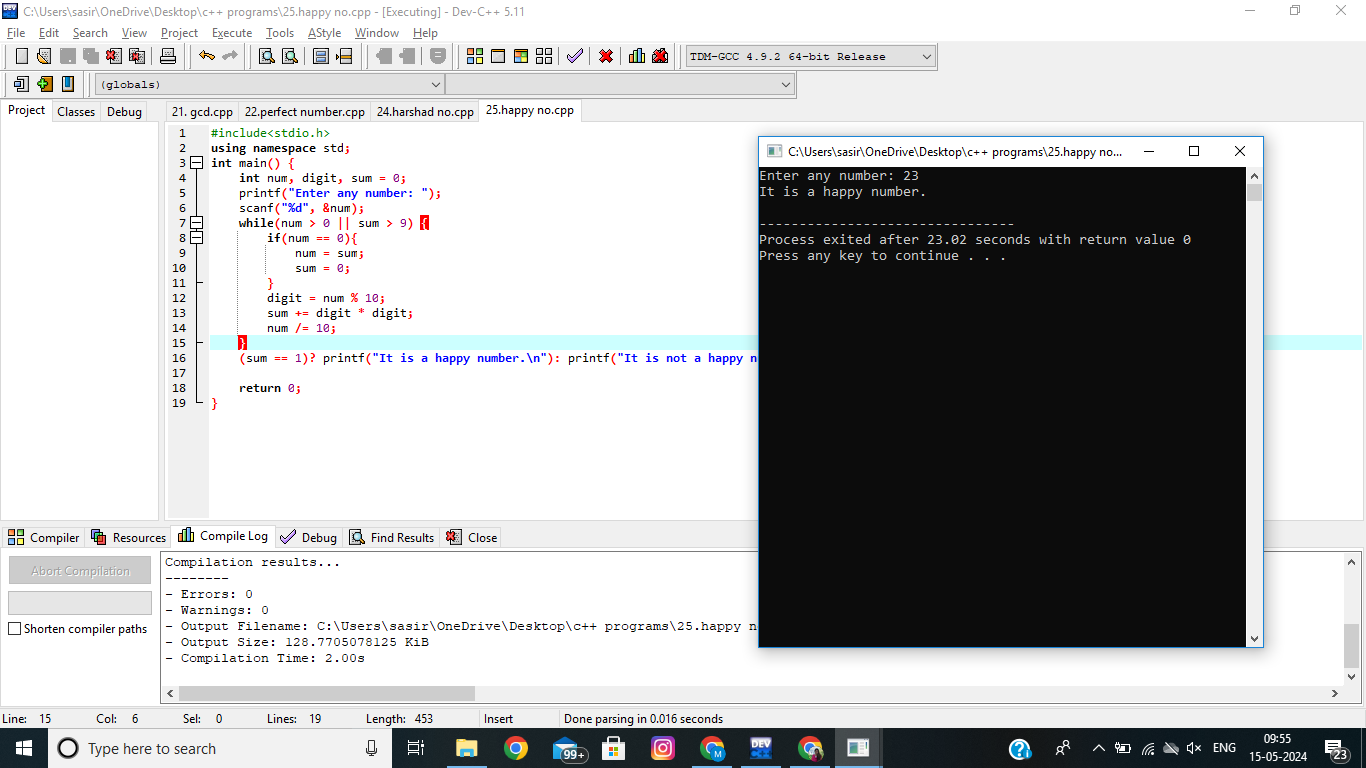 C:\Users\sasir\OneDrive\Desktop\c++ programs\25.happy no.cpp - [Executing] - Dev-C++ 5.11
File Edit Search View Project Execute Tools AStyle Window Help
TDM-GCC 4.9.2 64-bit Release
(globals)
Project Classes Debug
21. gcd.cpp 22.perfect number.cpp 24.harshad no.cpp 25.happy no.cpp
1 #include<stdio.h>
2 using namespace std;
3 int main() {
4 int num, digit, sum = 0;
5 printf("Enter any number: ");
6 scanf("%d", &num);
7 while(num > 0 || sum > 9) {
8 if(num == 0){
9 num = sum;
10 sum = 0;
11 }
12 digit = num % 10;
13 sum += digit * digit;
14 num /= 10;
15 }
16 (sum == 1)? printf("It is a happy number.\n"): printf("It is not a happy n
17
18 return 0;
19 }
C:\Users\sasir\OneDrive\Desktop\c++ programs\25.happy no...
Enter any number: 23
It is a happy number.
--------------------------------
Process exited after 23.02 seconds with return value 0
Press any key to continue . . .
Compiler Resources Compile Log Debug Find Results Close
Abort Compilation
Shorten compiler paths
Compilation results...
--------
- Errors: 0
- Warnings: 0
- Output Filename: C:\Users\sasir\OneDrive\Desktop\c++ programs\25.happy n
- Output Size: 128.7705078125 KiB
- Compilation Time: 2.00s
Line: 15 Col: 6 Sel: 0 Lines: 19 Length: 453 Insert Done parsing in 0.016 seconds
Type here to search
99+
M
DEV
ENG
09:55
15-05-2024
23